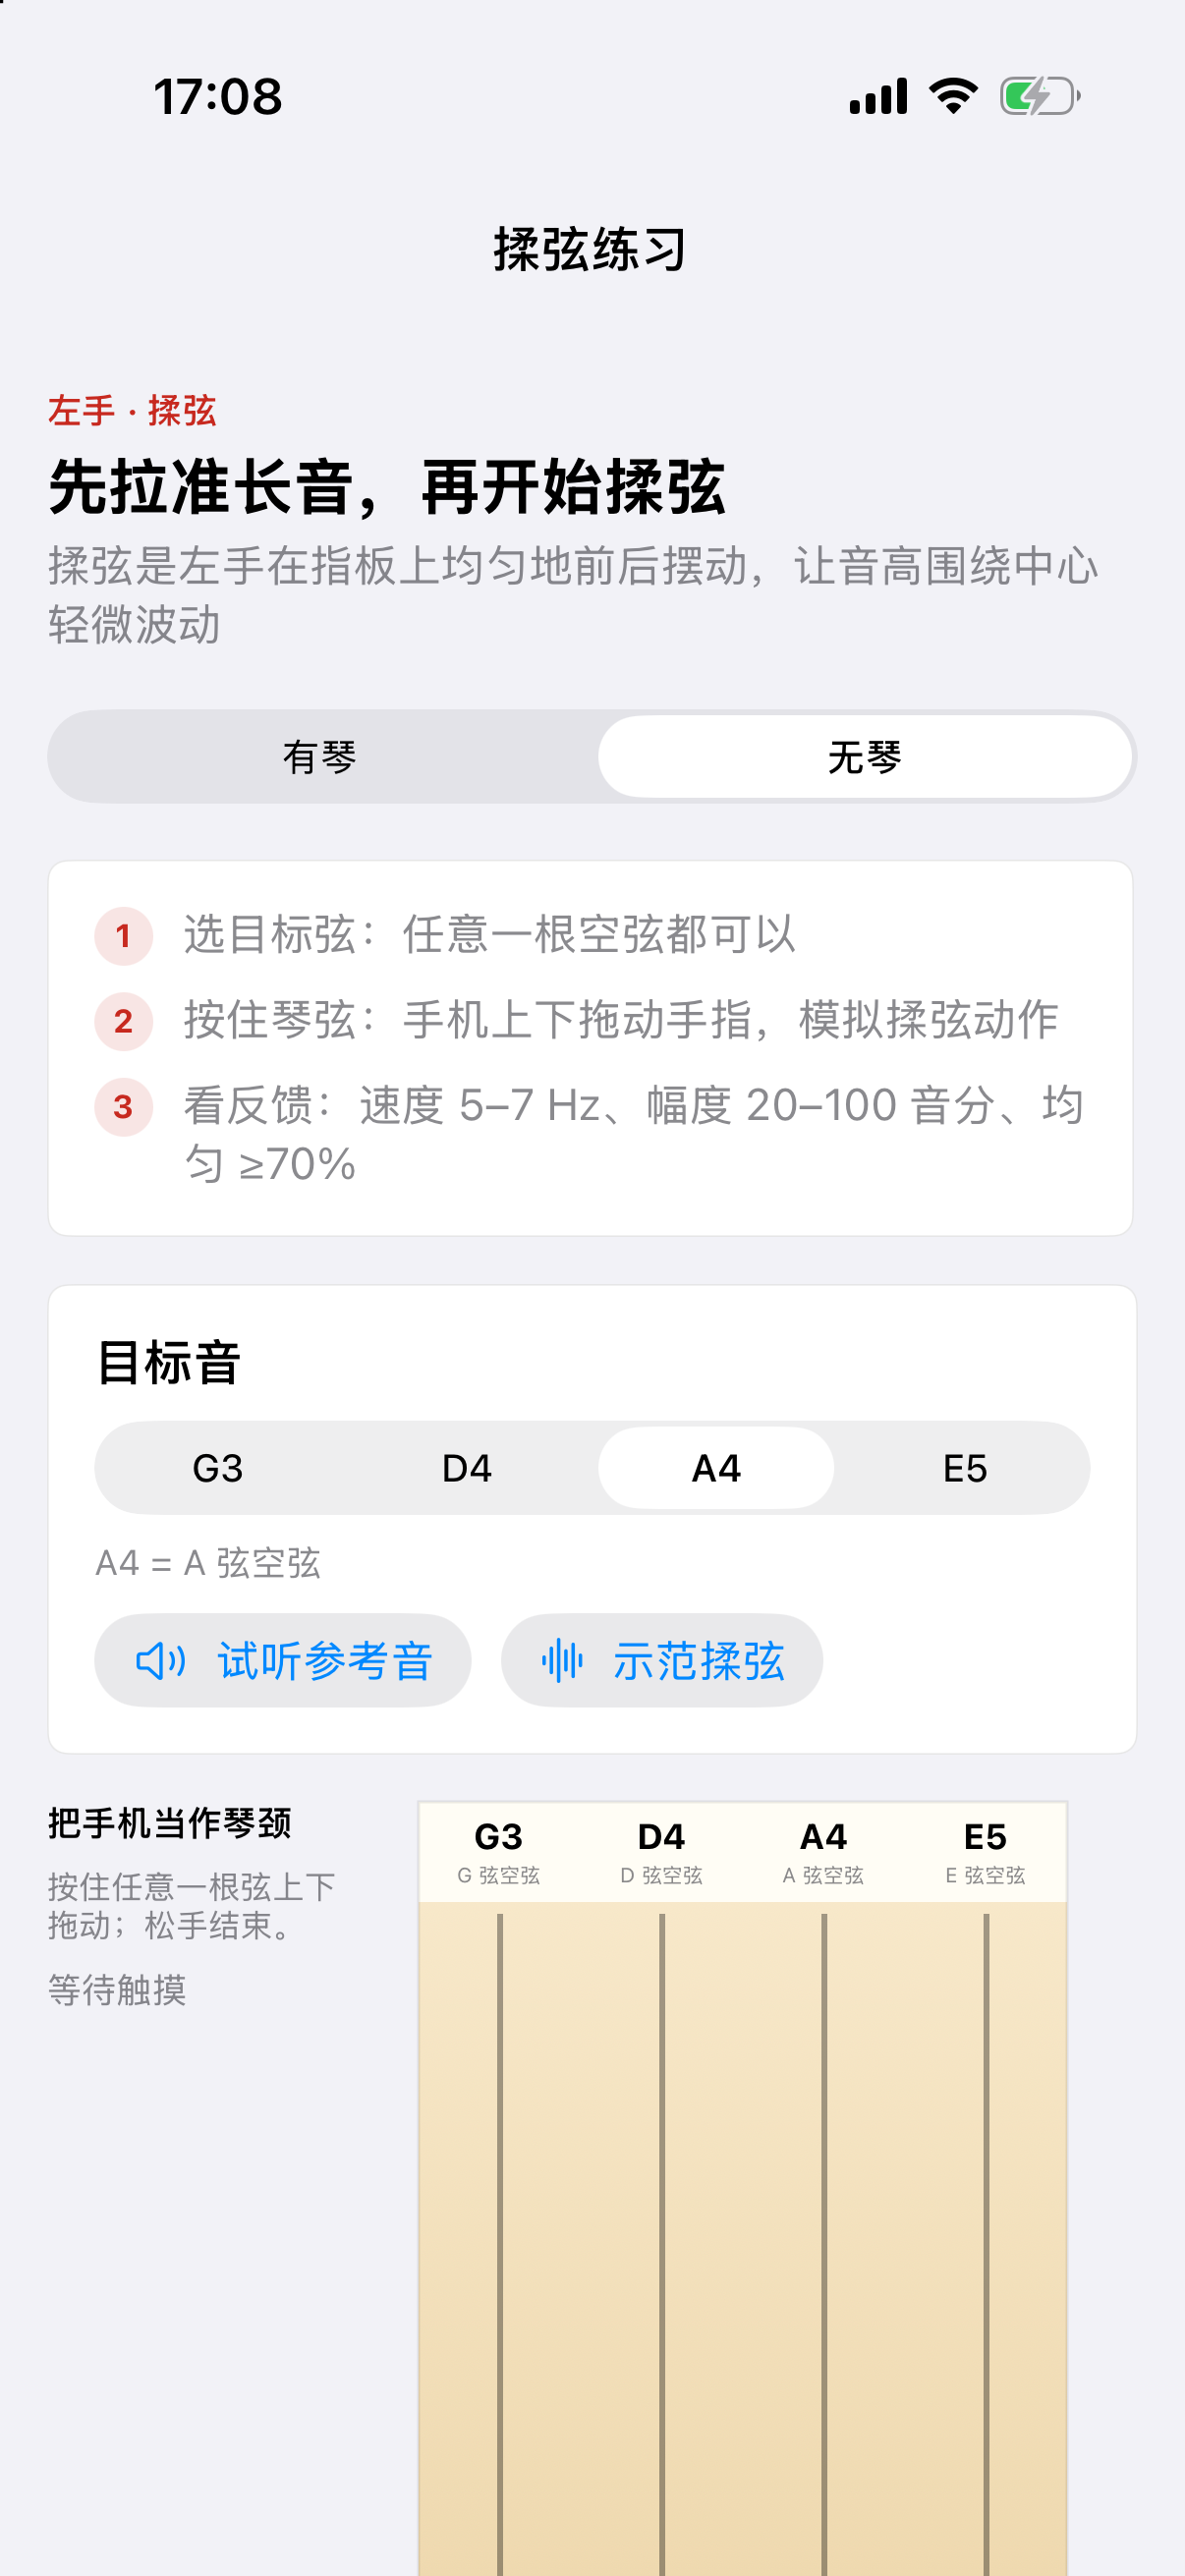 17:08
揉弦练习
左手 · 揉弦
先拉准长音，再开始揉弦
揉弦是左手在指板上均匀地前后摆动，让音高围绕中心
轻微波动
有琴
无琴
1 选目标弦：任意一根空弦都可以
2 按住琴弦：手机上下拖动手指，模拟揉弦动作
3 看反馈：速度 5–7 Hz、幅度 20–100 音分、均
匀 ≥70%
目标音
G3 D4 A4 E5
A4 = A 弦空弦
试听参考音 示范揉弦
把手机当作琴颈
按住任意一根弦上下
拖动；松手结束。
等待触摸
G3 D4 A4 E5
G 弦空弦 D 弦空弦 A 弦空弦 E 弦空弦